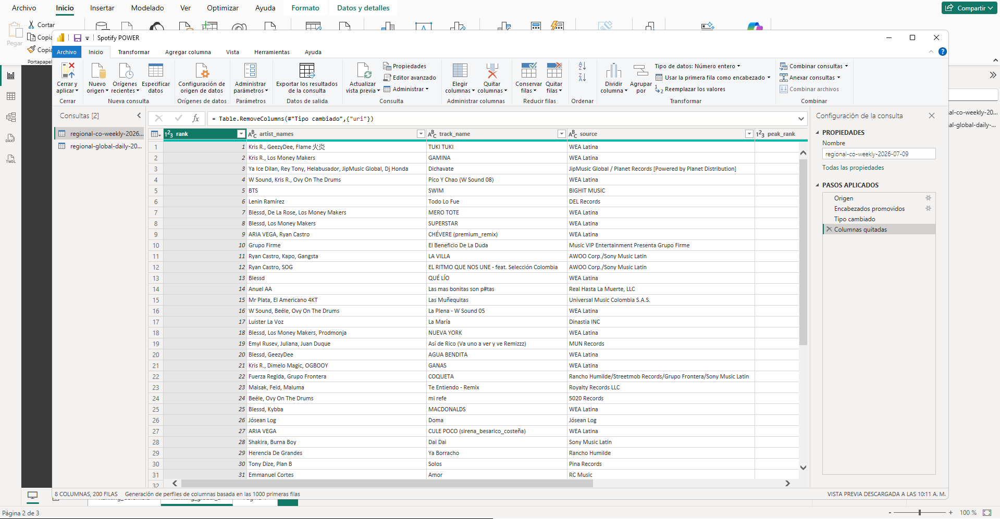 Archivo Inicio Insertar Modelado Ver Optimizar Ayuda Formato Datos y detalles Compartir
Pegar
Cortar
Copia
Copia
Portapapel
Spotify POWER
Archivo Inicio Transformar Agregar columna Vista Herramientas Ayuda
Cerrar y aplicar
Nuevo origen
Orígenes recientes
Especificar datos
Configuración de origen de datos
Administrar parámetros
Exportar los resultados de la consulta
Actualizar vista previa
Propiedades
Editor avanzado
Administrar
Elegir columnas
Quitar columnas
Conservar filas
Quitar filas
Dividir columna
Agrupar por
Tipo de datos: Número entero
Usar la primera fila como encabezado
Reemplazar los valores
Combinar consultas
Anexar consultas
Combinar archivos
Cerrar Nueva consulta Orígenes de datos Parámetros Datos de salida Consulta Administrar columnas Reducir filas Ordenar Transformar Combinar
Consultas [2]
regional-co-weekly-2026...
regional-global-daily-20...
= Table.RemoveColumns(#"Tipo cambiado",{"uri"})
rank artist_names track_name source peak_rank
1 1 Kris R., GeezyDee, Flame 火炎 TUKI TUKI WEA Latina
2 2 Kris R., Los Money Makers GAMINA WEA Latina
3 3 Ya Ice Dilan, Rey Tony, Helabusador, JipMusic Global, Dj Honda Dichavate JipMusic Global / Planet Records [Powered by Planet Distribution]
4 4 W Sound, Kris R., Ovy On The Drums Pico Y Chao (W Sound 08) WEA Latina
5 5 BTS SWIM BIGHIT MUSIC
6 6 Lenin Ramírez Todo Lo Fue DEL Records
7 7 Blessd, De La Rose, Los Money Makers MERO TOTE WEA Latina
8 8 Blessd, Los Money Makers SUPERSTAR WEA Latina
9 9 ARIA VEGA, Ryan Castro CHÉVERE (premium_remix) WEA Latina
10 10 Grupo Firme El Beneficio De La Duda Music VIP Entertainment Presenta Grupo Firme
11 11 Ryan Castro, Kapo, Gangsta LA VILLA AWOO Corp./Sony Music Latin
12 12 Ryan Castro, SOG EL RITMO QUE NOS UNE - feat. Selección Colombia AWOO Corp./Sony Music Latin
13 13 Blessd QUÉ LÍO WEA Latina
14 14 Anuel AA Las mas bonitas son p#tas Real Hasta La Muerte, LLC
15 15 Mr Plata, El Americano 4KT Las Muñequitas Universal Music Colombia S.A.S.
16 16 W Sound, Beéle, Ovy On The Drums La Plena - W Sound 05 WEA Latina
17 17 Luister La Voz La María Dinastia INC
18 18 Blessd, Los Money Makers, Prodmonja NUEVA YORK WEA Latina
19 19 Emyl Rusev, Juliana, Juan Duque Así de Rico (Va uno a ver y ve Remizzz) MUN Records
20 20 Blessd, GeezyDee AGUA BENDITA WEA Latina
21 21 Kris R., Dimelo Magic, OGBOOY GANAS WEA Latina
22 22 Fuerza Regida, Grupo Frontera COQUETA Rancho Humilde/Streetmob Records/Grupo Frontera/Sony Music Latin
23 23 Maisak, Feid, Maluma Te Entiendo - Remix Royalty Records LLC
24 24 Beéle, Ovy On The Drums mi refe 5020 Records
25 25 Blessd, Kybba MACDONALDS WEA Latina
26 26 Jósean Log Doma Jósean Log
27 27 ARIA VEGA CULE POCO (sirena_besarico_costeña) WEA Latina
28 28 Shakira, Burna Boy Dai Dai Sony Music Latin
29 29 Herencia De Grandes Ya Borracho Rancho Humilde
30 30 Tony Dize, Plan B Solos Pina Records
31 31 Emmanuel Cortes Amor RC Music
32
Configuración de la consulta
PROPIEDADES
Nombre
regional-co-weekly-2026-07-09
Todas las propiedades
PASOS APLICADOS
Origen
Encabezados promovidos
Tipo cambiado
Columnas quitadas
al-co-weekly-20...
al-global-daily-...
DAX
TMDL
8 COLUMNAS, 200 FILAS Generación de perfiles de columnas basada en las 1000 primeras filas VISTA PREVIA DESCARGADA A LAS 10:11 A. M.
Página 2 de 3 - + 100 %